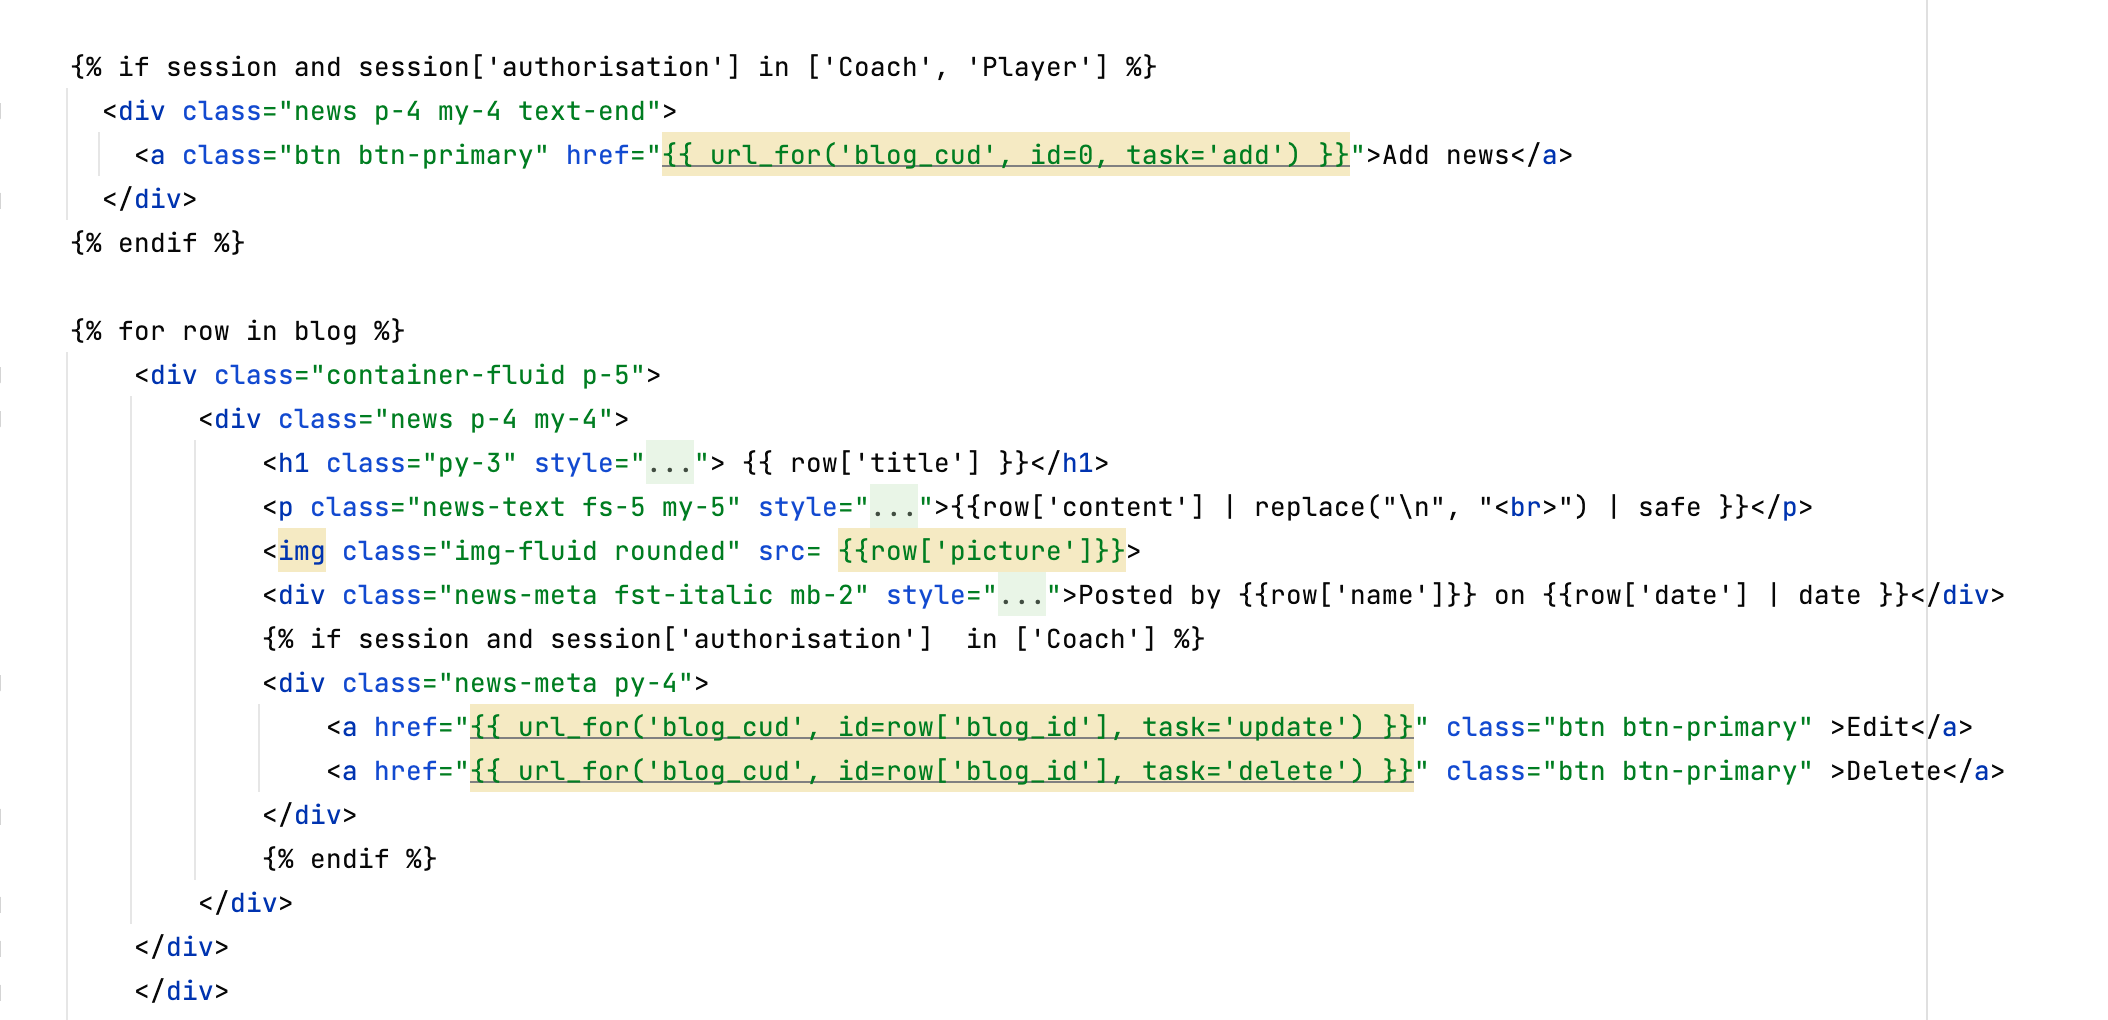 {% if session and session['authorisation'] in ['Coach', 'Player'] %}
<div class="news p-4 my-4 text-end">
<a class="btn btn-primary" href="{{ url_for('blog_cud', id=0, task='add') }}">Add news</a>
</div>
{% endif %}
{% for row in blog %}
<div class="container-fluid p-5">
<div class="news p-4 my-4">
<h1 class="py-3" style="..."> {{ row['title'] }}</h1>
<p class="news-text fs-5 my-5" style="...">{{row['content'] | replace("\n", "<br>") | safe }}</p>
<img class="img-fluid rounded" src= {{row['picture']}}>
<div class="news-meta fst-italic mb-2" style="...">Posted by {{row['name']}} on {{row['date'] | date }}</div>
{% if session and session['authorisation']  in ['Coach'] %}
<div class="news-meta py-4">
<a href="{{ url_for('blog_cud', id=row['blog_id'], task='update') }}" class="btn btn-primary" >Edit</a>
<a href="{{ url_for('blog_cud', id=row['blog_id'], task='delete') }}" class="btn btn-primary" >Delete</a>
</div>
{% endif %}
</div>
</div>
</div>